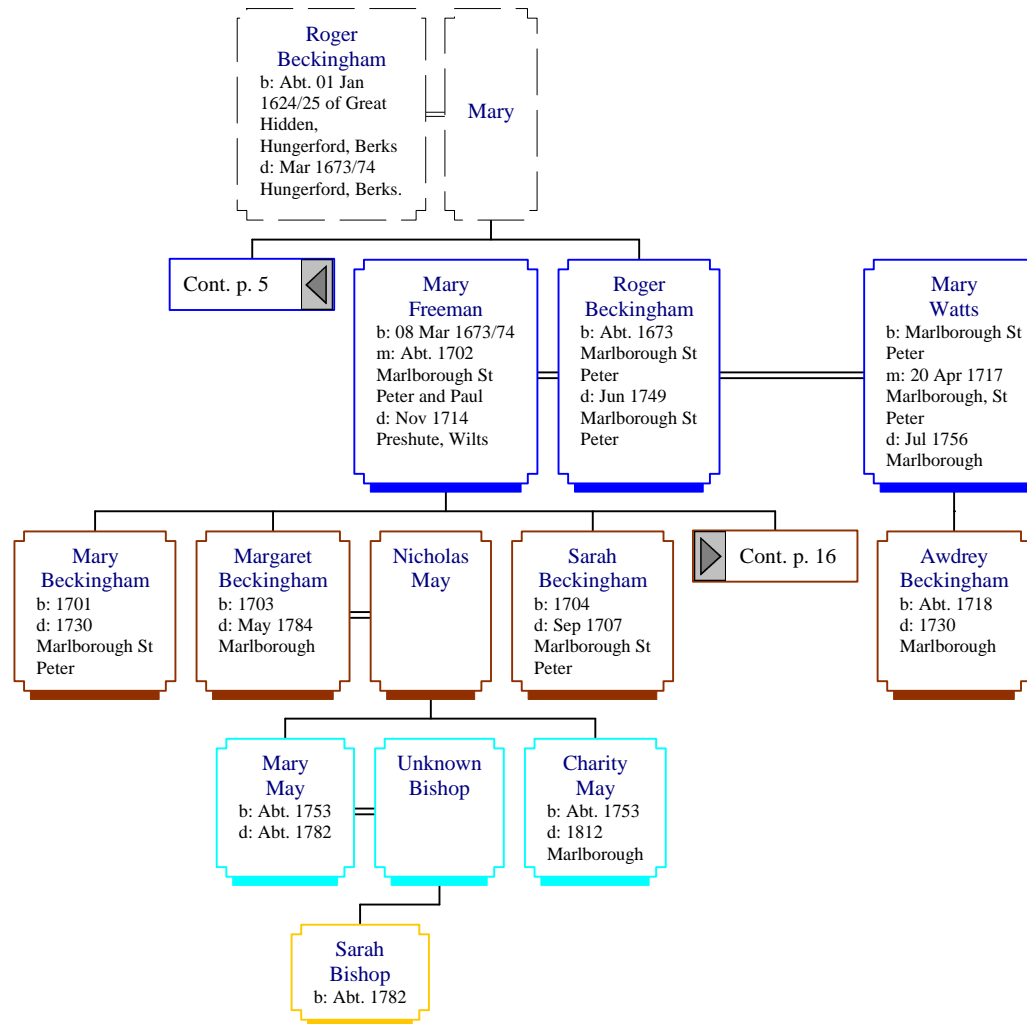 Roger
Beckingham
b: Abt. 01 Jan
1624/25 of Great
Hidden,
Hungerford, Berks
d: Mar 1673/74
Hungerford, Berks.
Mary
Cont. p. 5
Mary
Freeman
b: 08 Mar 1673/74
m: Abt. 1702
Marlborough St
Peter and Paul
d: Nov 1714
Preshute, Wilts
Roger
Beckingham
b: Abt. 1673
Marlborough St
Peter
d: Jun 1749
Marlborough St
Peter
Mary
Watts
b: Marlborough St
Peter
m: 20 Apr 1717
Marlborough, St
Peter
d: Jul 1756
Marlborough
Mary
Beckingham
b: 1701
d: 1730
Marlborough St
Peter
Margaret
Beckingham
b: 1703
d: May 1784
Marlborough
Nicholas
May
Sarah
Beckingham
b: 1704
d: Sep 1707
Marlborough St
Peter
Cont. p. 16
Awdrey
Beckingham
b: Abt. 1718
d: 1730
Marlborough
Mary
May
b: Abt. 1753
d: Abt. 1782
Unknown
Bishop
Charity
May
b: Abt. 1753
d: 1812
Marlborough
Sarah
Bishop
b: Abt. 1782